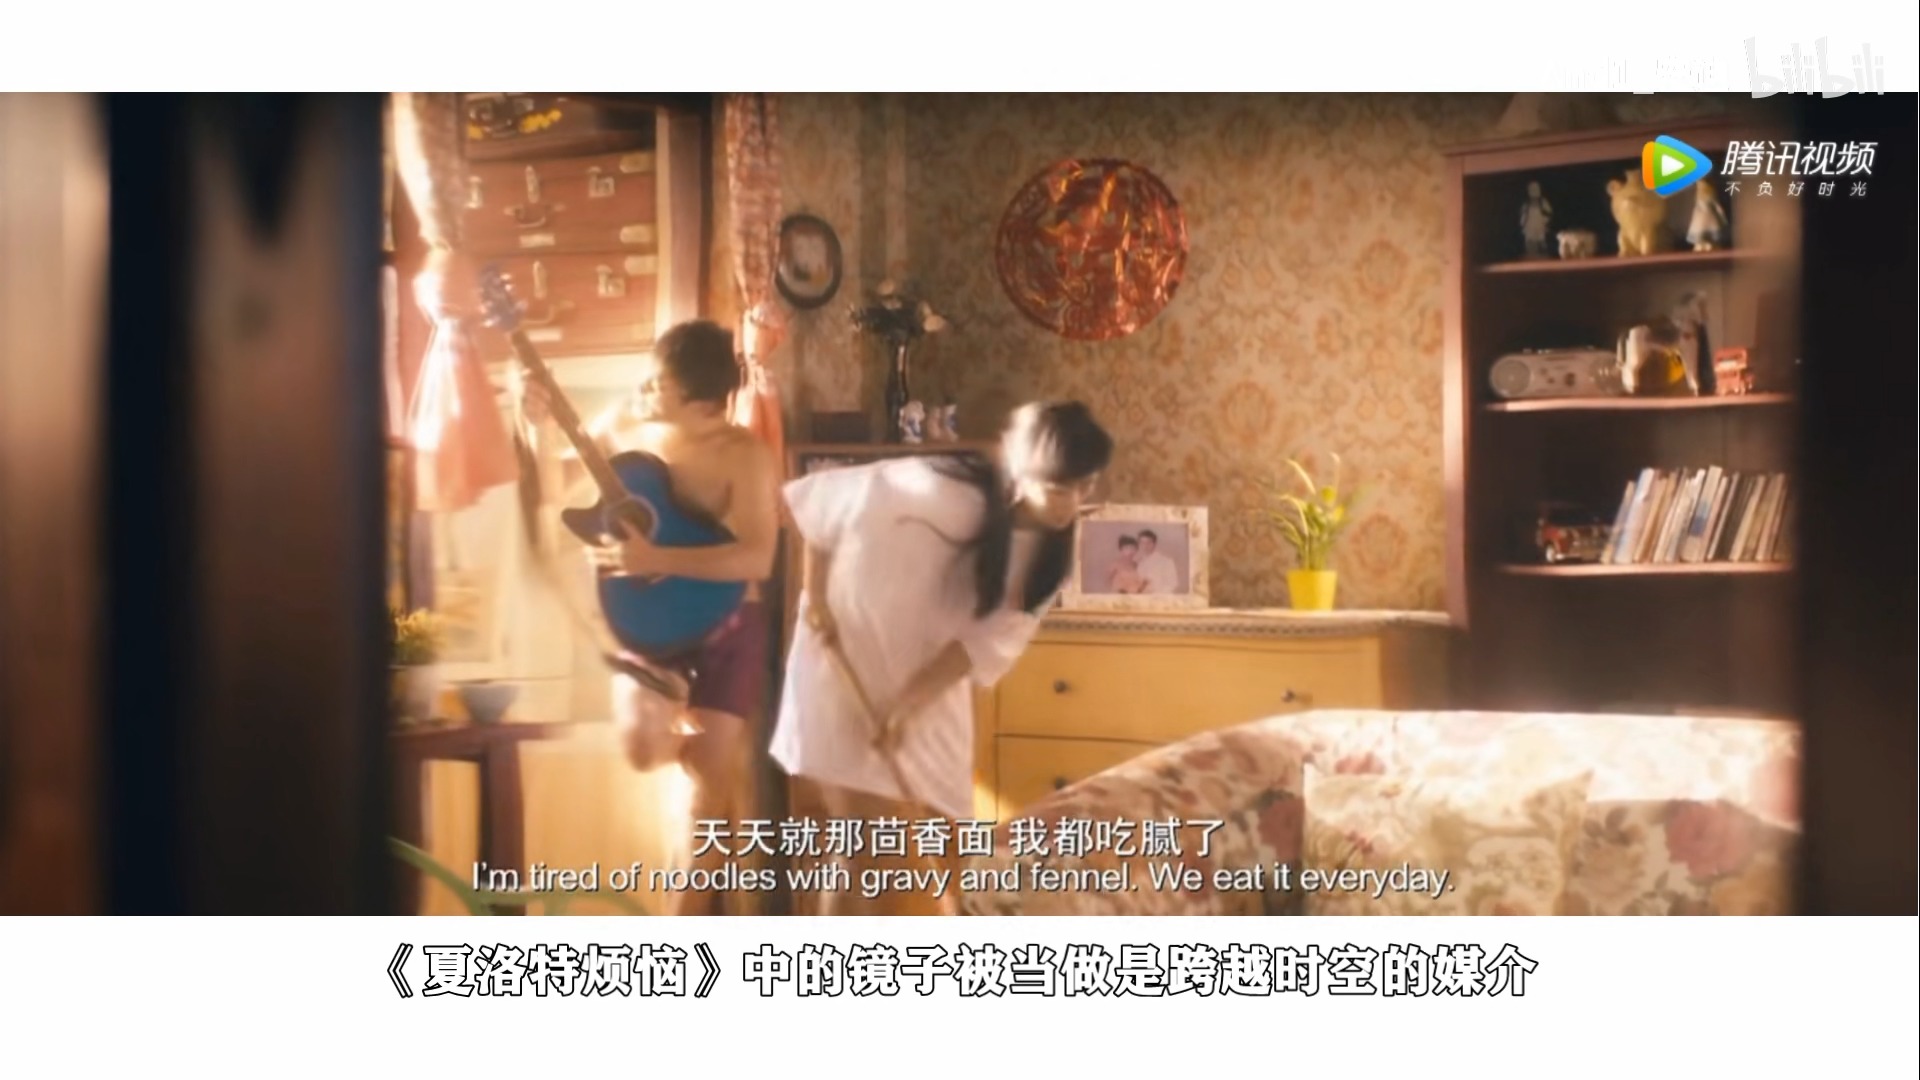 bilibili
腾讯视频
不负好时光
天天就那茴香面 我都吃腻了
I'm tired of noodles with gravy and fennel. We eat it everyday.
《夏洛特烦恼》中的镜子被当做是跨越时空的媒介